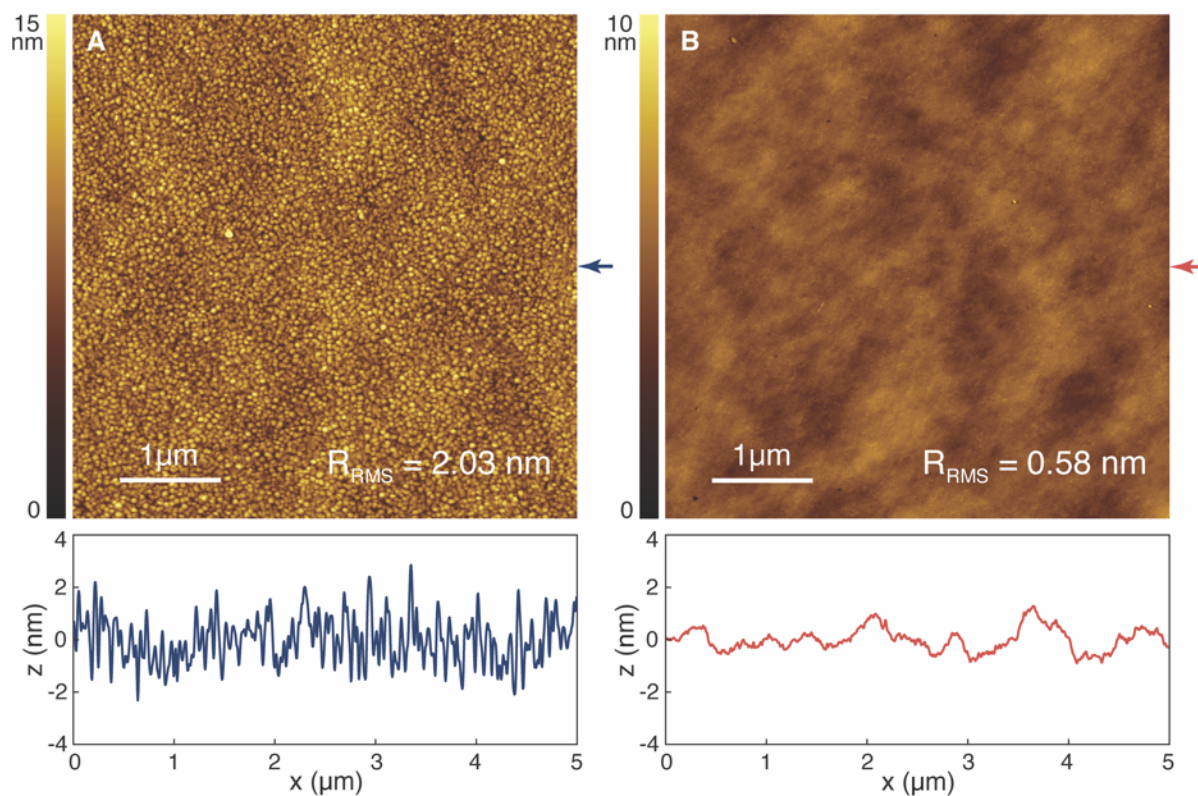 15
nm
A
1µm
R_RMS = 2.03 nm
0
10
nm
B
1µm
R_RMS = 0.58 nm
0
4
2
0
-2
-4
z (nm)
0 1 2 3 4 5
x (µm)
4
2
0
-2
-4
z (nm)
0 1 2 3 4 5
x (µm)